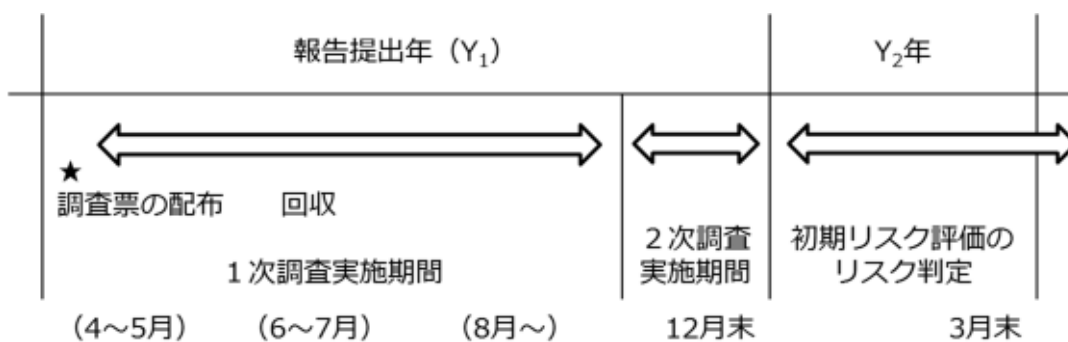 報告提出年（Y₁）
Y₂年
★
調査票の配布
回収
1次調査実施期間
2次調査
実施期間
初期リスク評価の
リスク判定
（4～5月）
（6～7月）
（8月～）
12月末
3月末